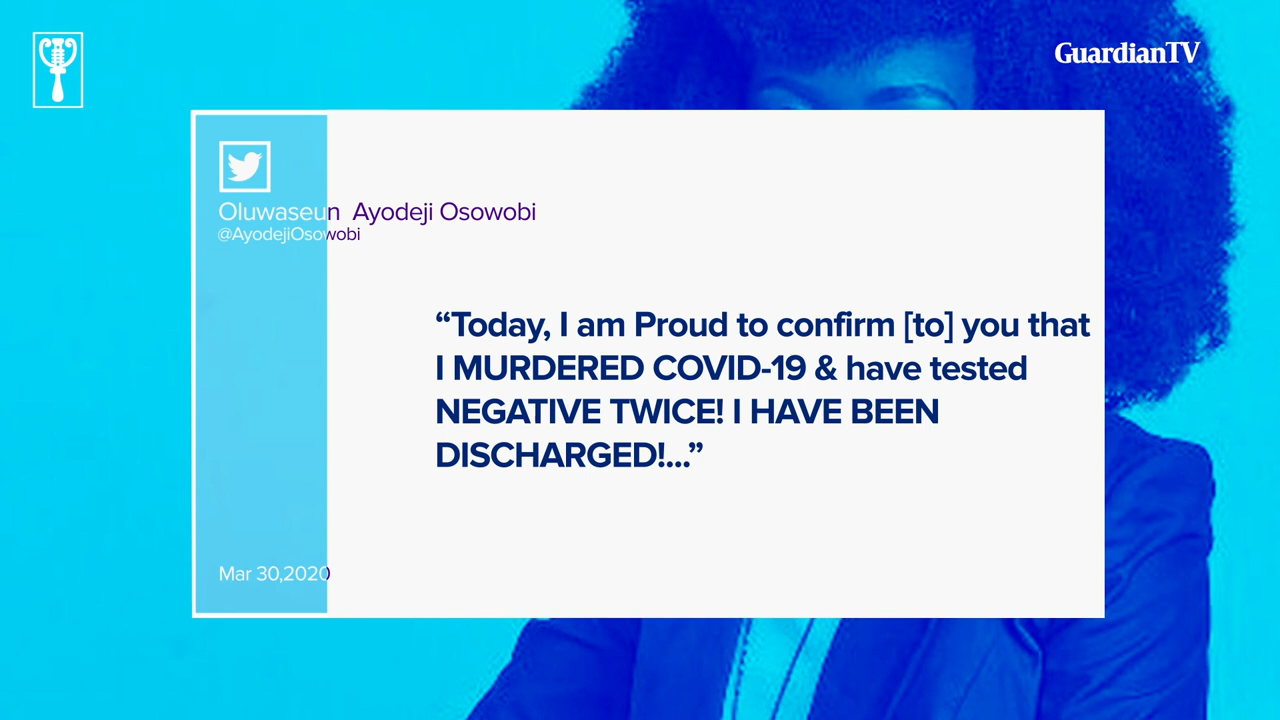 GuardianTV
Oluwaseun Ayodeji Osowobi
@AyodejiOsowobi
“Today, I am Proud to confirm [to] you that
I MURDERED COVID-19 & have tested
NEGATIVE TWICE! I HAVE BEEN
DISCHARGED!...”
Mar 30,2020